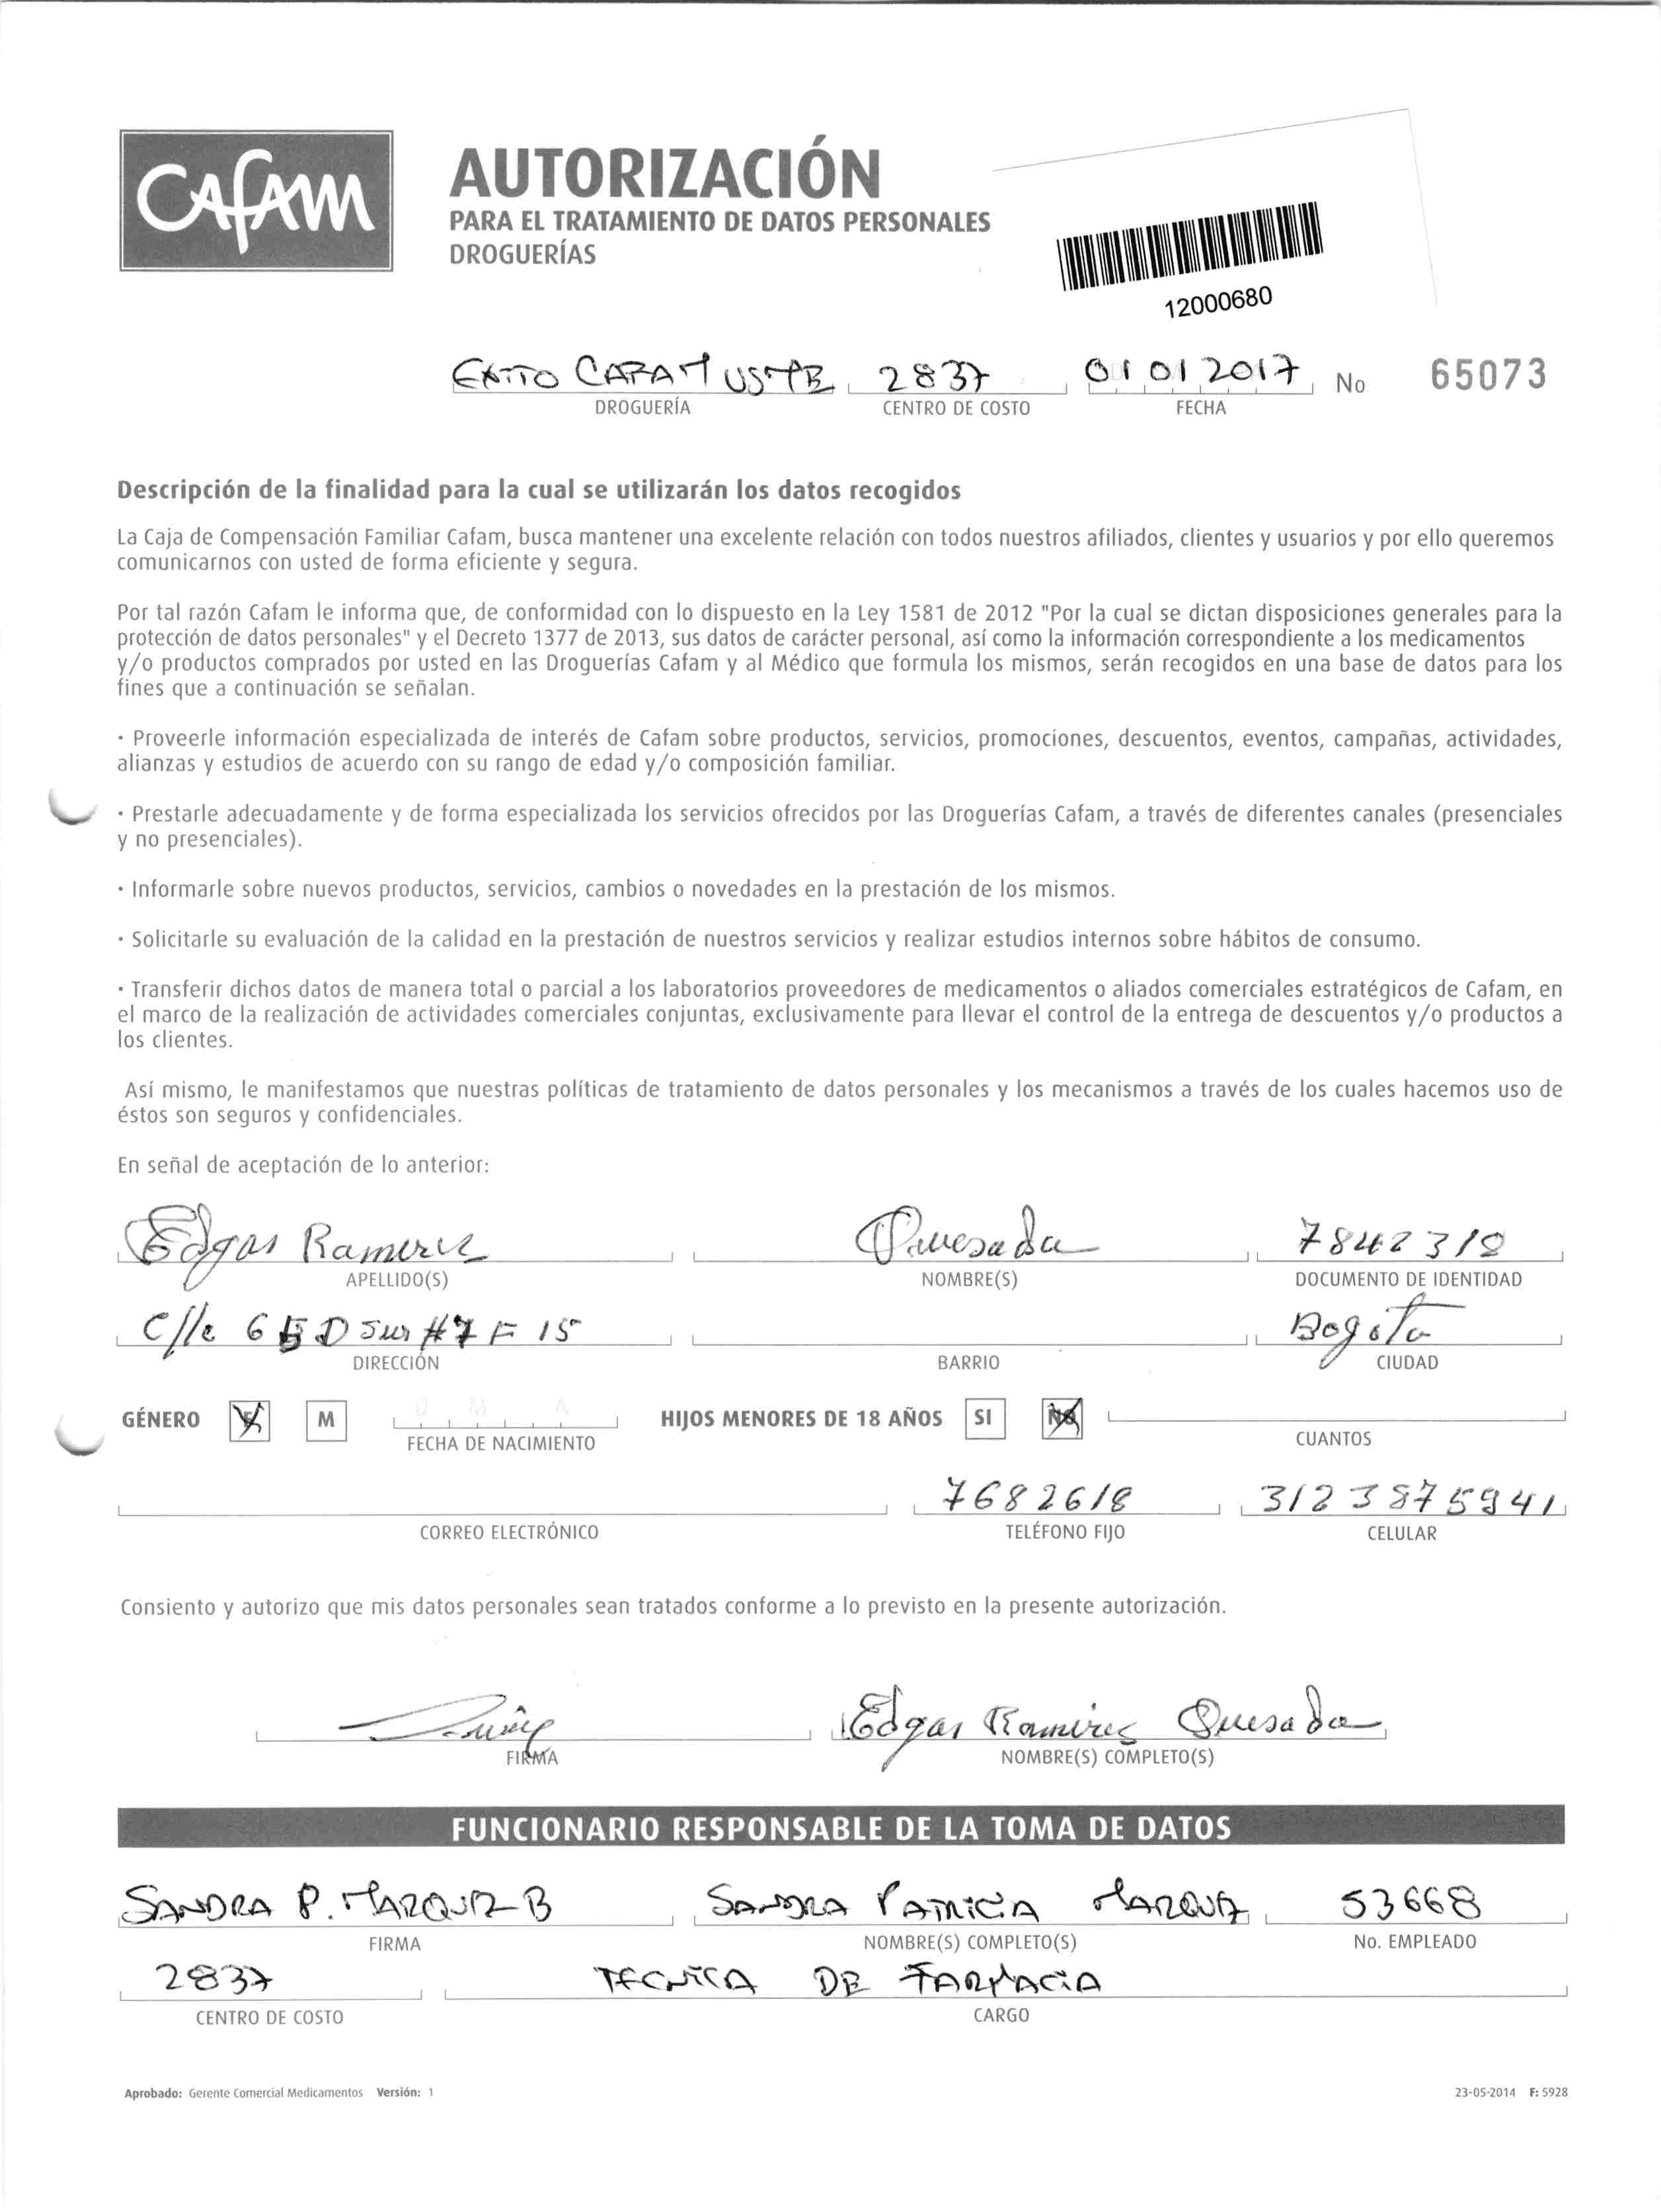 CAFAM
AUTORIZACIÓN
PARA EL TRATAMIENTO DE DATOS PERSONALES
DROGUERÍAS
12000680
EXITO 2837 01 01 2017 No 65073
DROGUERÍA CENTRO DE COSTO FECHA
Descripción de la finalidad para la cual se utilizarán los datos recogidos
La Caja de Compensación Familiar Cafam, busca mantener una excelente relación con todos nuestros afiliados, clientes y usuarios y por ello queremos
comunicarnos con usted de forma eficiente y segura.
Por tal razón Cafam le informa que, de conformidad con lo dispuesto en la Ley 1581 de 2012 "Por la cual se dictan disposiciones generales para la
protección de datos personales" y el Decreto 1377 de 2013, sus datos de carácter personal, así como la información correspondiente a los medicamentos
y/o productos comprados por usted en las Droguerías Cafam y al Médico que formula los mismos, serán recogidos en una base de datos para los
fines que a continuación se señalan.
· Proveerle información especializada de interés de Cafam sobre productos, servicios, promociones, descuentos, eventos, campañas, actividades,
alianzas y estudios de acuerdo con su rango de edad y/o composición familiar.
· Prestarle adecuadamente y de forma especializada los servicios ofrecidos por las Droguerías Cafam, a través de diferentes canales (presenciales
y no presenciales).
· Informarle sobre nuevos productos, servicios, cambios o novedades en la prestación de los mismos.
· Solicitarle su evaluación de la calidad en la prestación de nuestros servicios y realizar estudios internos sobre hábitos de consumo.
· Transferir dichos datos de manera total o parcial a los laboratorios proveedores de medicamentos o aliados comerciales estratégicos de Cafam, en
el marco de la realización de actividades comerciales conjuntas, exclusivamente para llevar el control de la entrega de descuentos y/o productos a
los clientes.
Así mismo, le manifestamos que nuestras políticas de tratamiento de datos personales y los mecanismos a través de los cuales hacemos uso de
éstos son seguros y confidenciales.
En señal de aceptación de lo anterior:
Edgar Ramirez Quesada 7842318
APELLIDO(S) NOMBRE(S) DOCUMENTO DE IDENTIDAD
C/le 65 D Sur #7 F 15 Bogota
DIRECCIÓN BARRIO CIUDAD
GÉNERO F M D M A HIJOS MENORES DE 18 AÑOS SI NO
FECHA DE NACIMIENTO CUANTOS
7682618 3123875941
CORREO ELECTRÓNICO TELÉFONO FIJO CELULAR
Consiento y autorizo que mis datos personales sean tratados conforme a lo previsto en la presente autorización.
Edgar Ramirez Quesada
FIRMA NOMBRE(S) COMPLETO(S)
FUNCIONARIO RESPONSABLE DE LA TOMA DE DATOS
SANDRA P. MARQUEZ B SANDRA PATRICIA MARQUEZ 53668
FIRMA NOMBRE(S) COMPLETO(S) No. EMPLEADO
2837 TECNICA DE FARMACIA
CENTRO DE COSTO CARGO
Aprobado: Gerente Comercial Medicamentos Versión: 1 23-05-2014 F: 5928